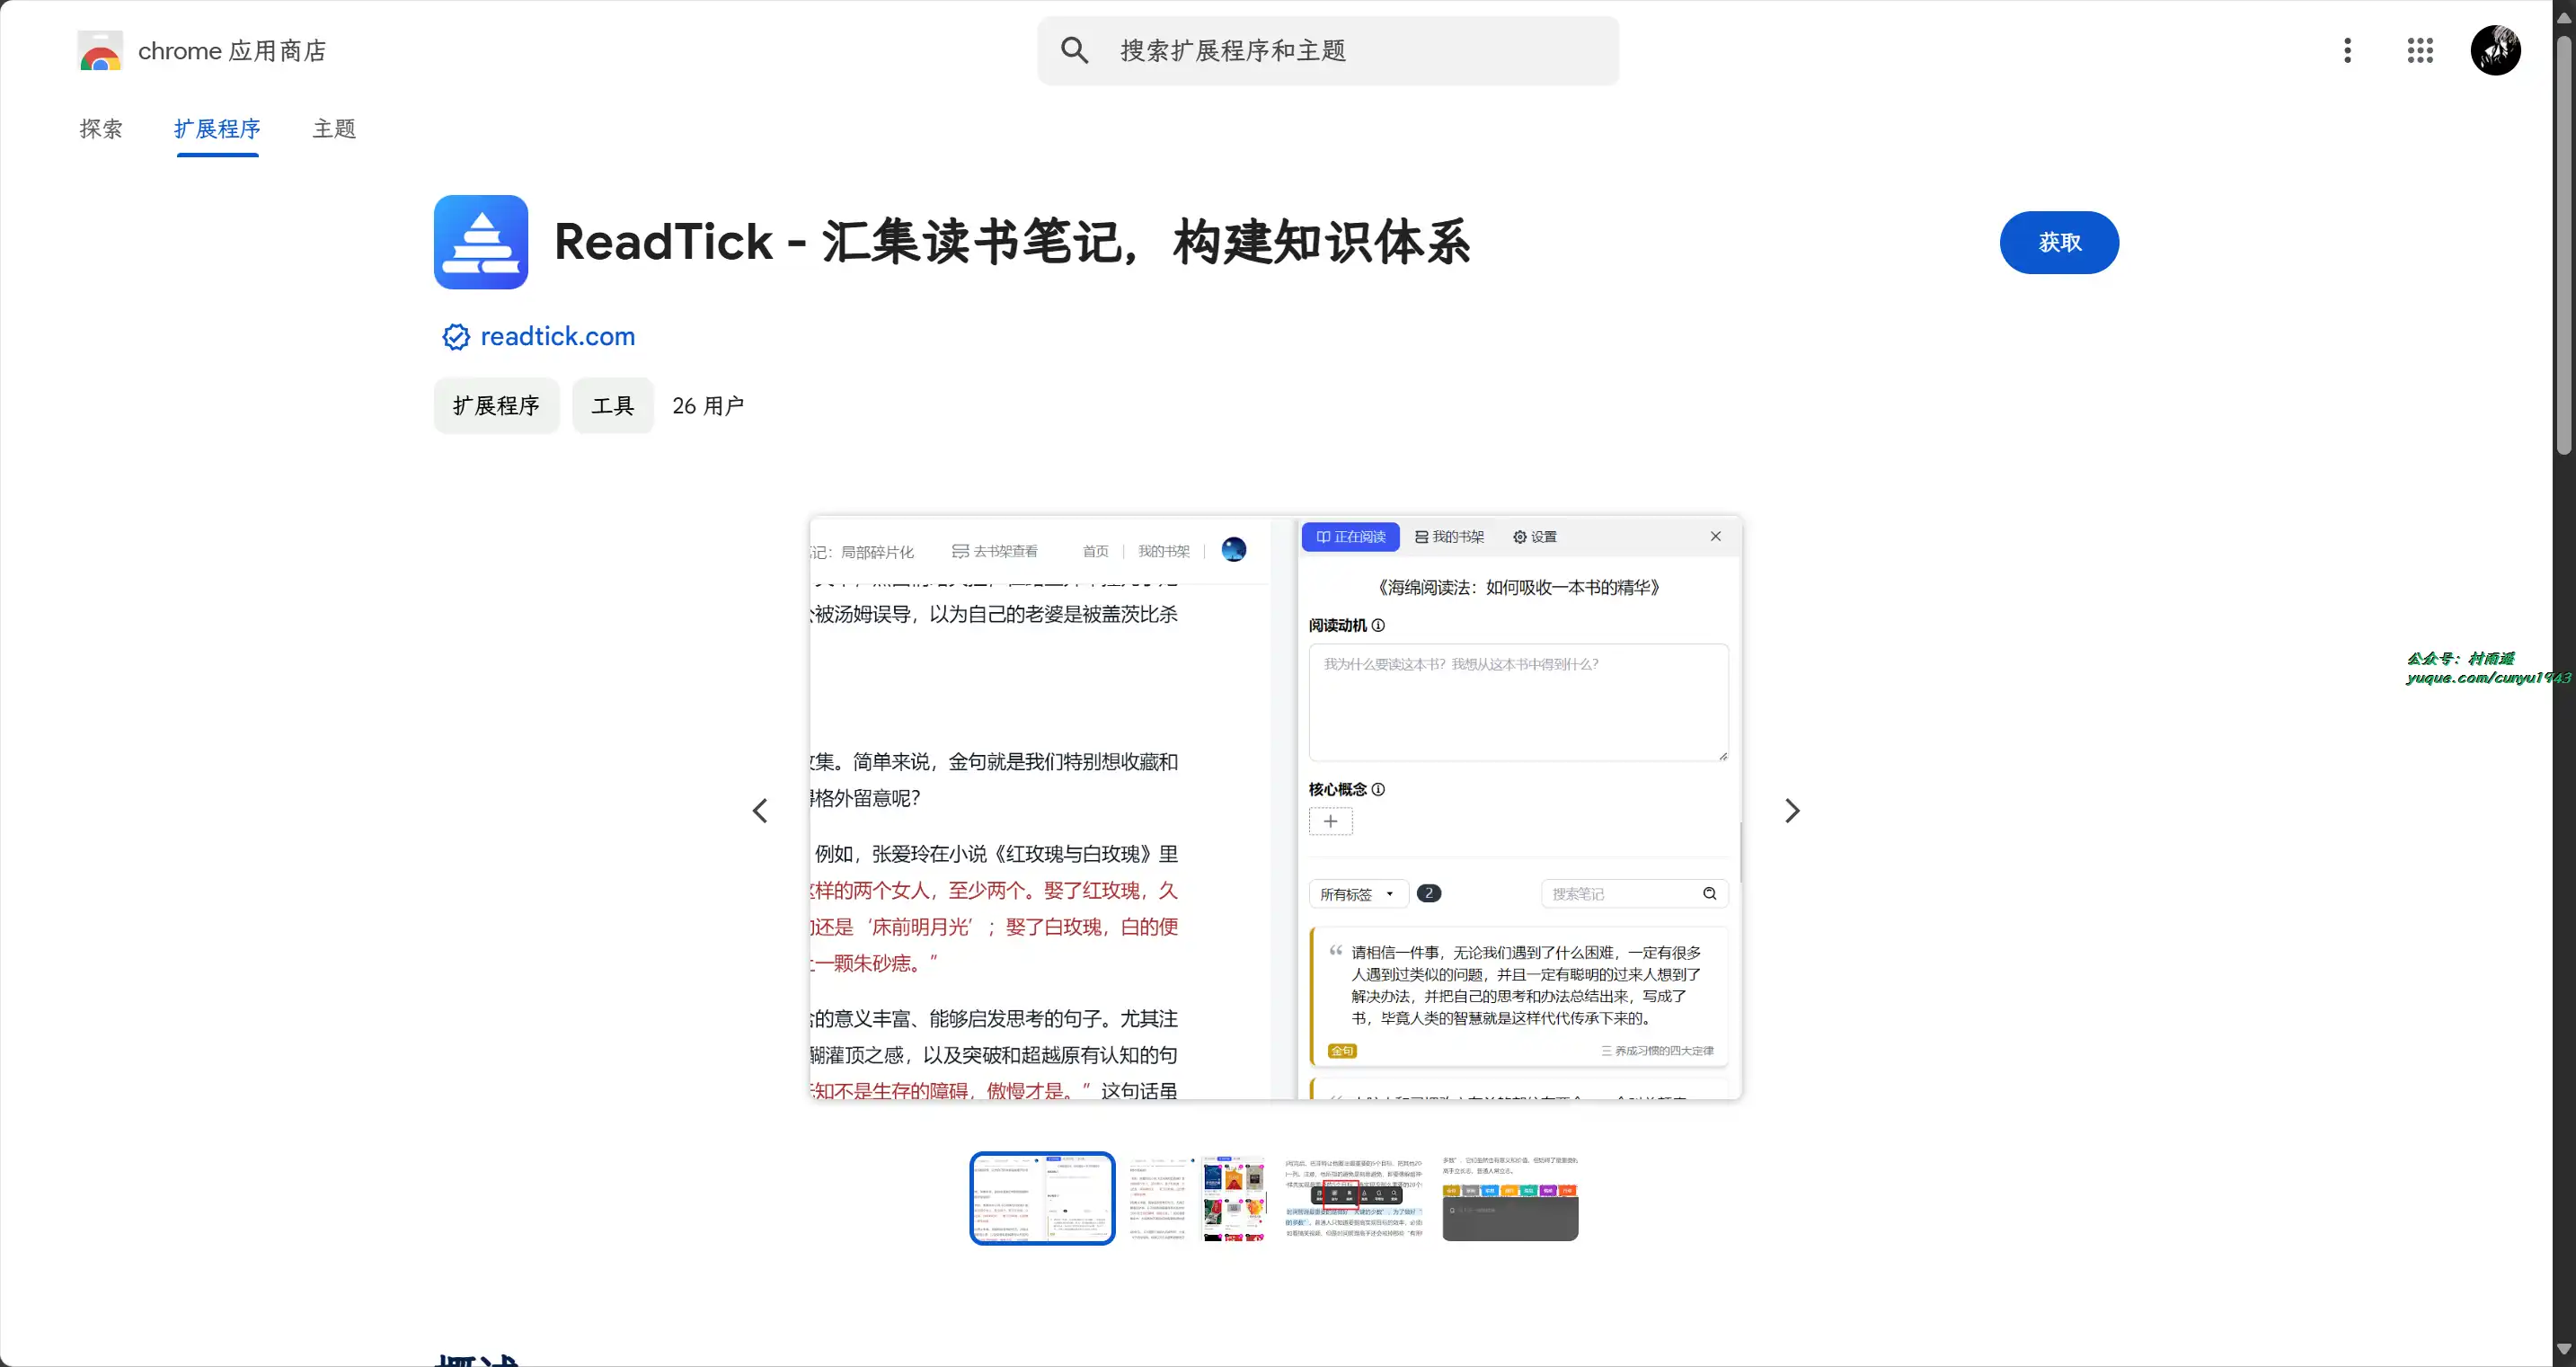 chrome 应用商店
搜索扩展程序和主题
探索
扩展程序
主题
ReadTick - 汇集读书笔记，构建知识体系
获取
readtick.com
扩展程序
工具
26 用户
记：局部碎片化
去书架查看
首页
我的书架
被汤姆误导，以为自己的老婆是被盖茨比杀
集。简单来说，金句就是我们特别想收藏和
格外留意呢？
例如，张爱玲在小说《红玫瑰与白玫瑰》里
样的两个女人，至少两个。娶了红玫瑰，久
还是‘床前明月光’；娶了白玫瑰，白的便
一颗朱砂痣。”
的意义丰富、能够启发思考的句子。尤其注
醐灌顶之感，以及突破和超越原有认知的句
知不是生存的障碍，傲慢才是。”这句话虽
正在阅读
我的书架
设置
《海绵阅读法：如何吸收一本书的精华》
阅读动机
我为什么要读这本书？我想从这本书中得到什么？
核心概念
所有标签
2
搜索笔记
“ 请相信一件事，无论我们遇到了什么困难，一定有很多
人遇到过类似的问题，并且一定有聪明的过来人想到了
解决办法，并把自己的思考和办法总结出来，写成了
书，毕竟人类的智慧就是这样代代传承下来的。
金句
三 养成习惯的四大定律
公众号：村雨遥
yuque.com/cunyu1943
概述